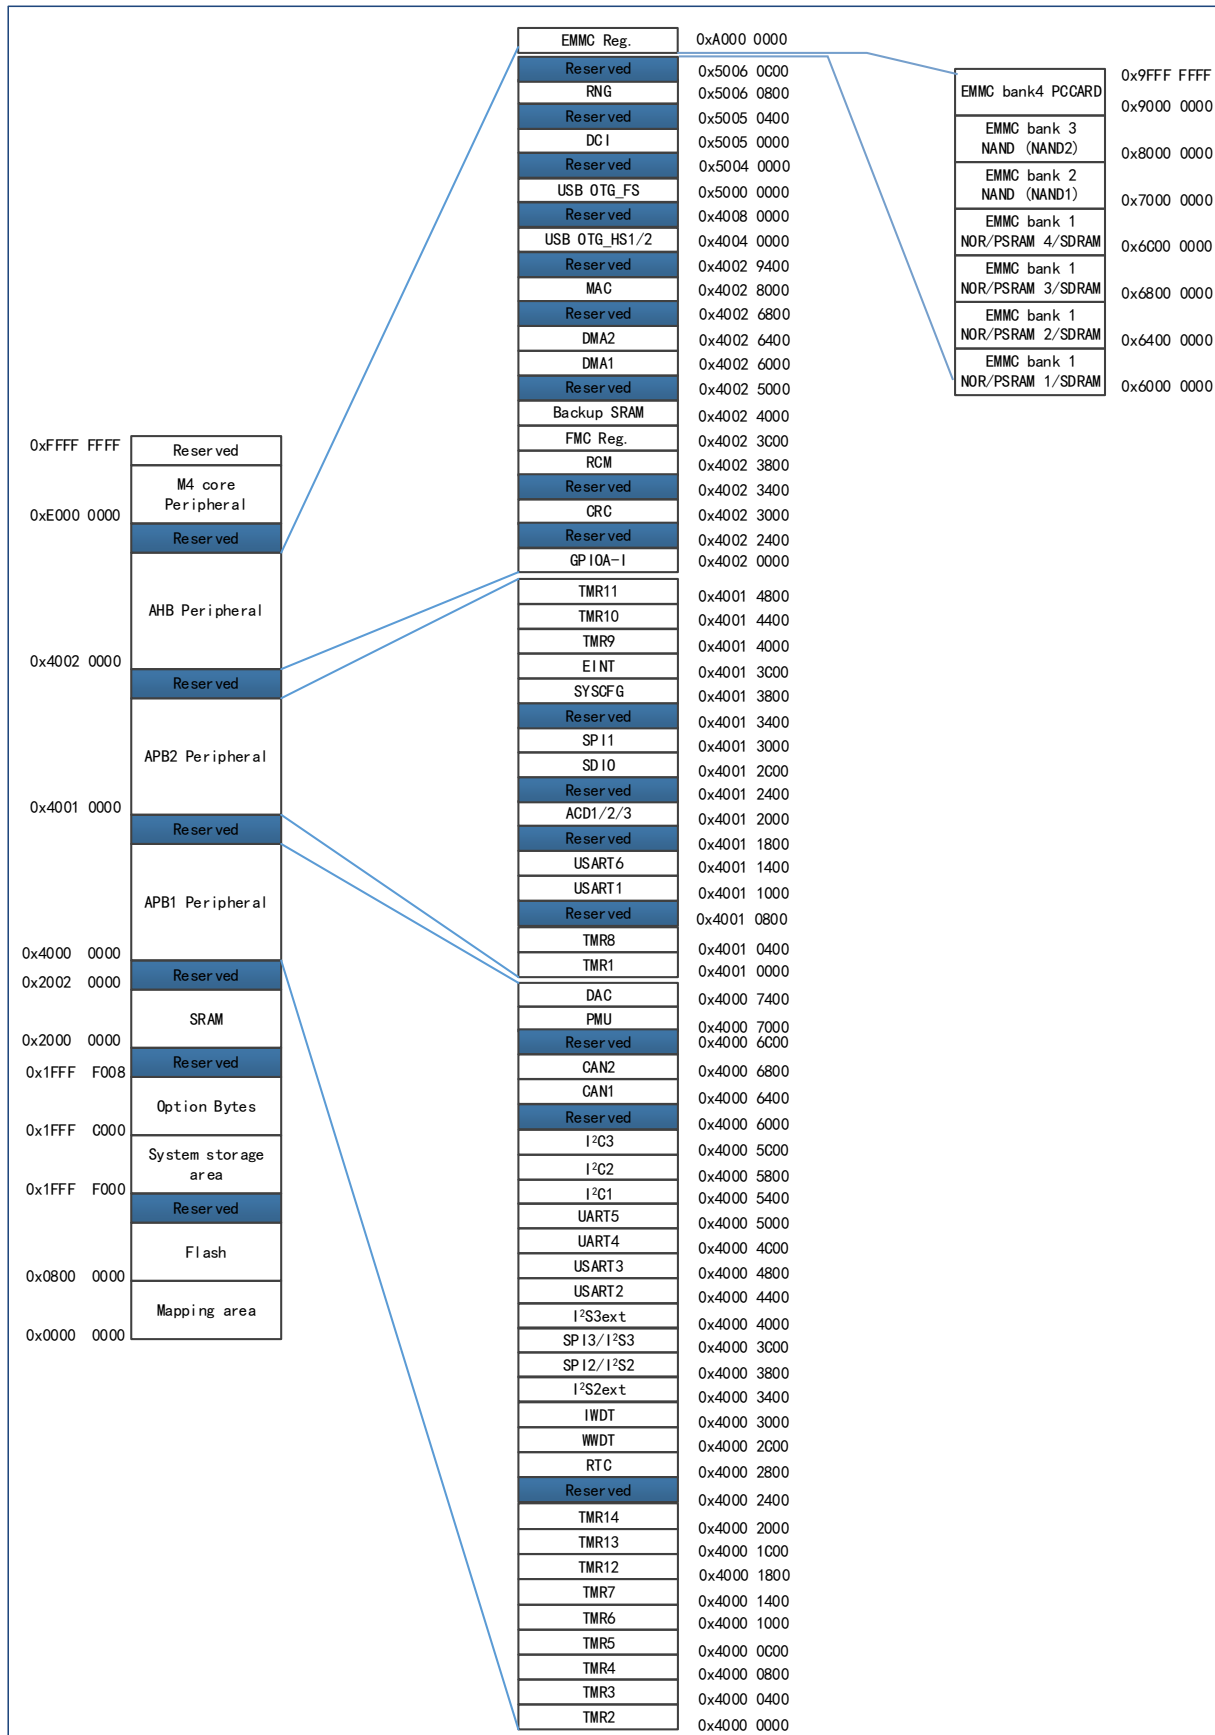 EMMC Reg. 0xA000 0000
Reserved 0x5006 0C00
RNG 0x5006 0800
Reserved 0x5005 0400
DCI 0x5005 0000
Reserved 0x5004 0000
USB OTG_FS 0x5000 0000
Reserved 0x4008 0000
USB OTG_HS1/2 0x4004 0000
Reserved 0x4002 9400
MAC 0x4002 8000
Reserved 0x4002 6800
DMA2 0x4002 6400
DMA1 0x4002 6000
Reserved 0x4002 5000
Backup SRAM 0x4002 4000
FMC Reg. 0x4002 3C00
RCM 0x4002 3800
Reserved 0x4002 3400
CRC 0x4002 3000
Reserved 0x4002 2400
GPIOA-I 0x4002 0000
TMR11 0x4001 4800
TMR10 0x4001 4400
TMR9 0x4001 4000
EINT 0x4001 3C00
SYSCFG 0x4001 3800
Reserved 0x4001 3400
SPI1 0x4001 3000
SDIO 0x4001 2C00
Reserved 0x4001 2400
ACD1/2/3 0x4001 2000
Reserved 0x4001 1800
USART6 0x4001 1400
USART1 0x4001 1000
Reserved 0x4001 0800
TMR8 0x4001 0400
TMR1 0x4001 0000
DAC 0x4000 7400
PMU 0x4000 7000
Reserved 0x4000 6C00
CAN2 0x4000 6800
CAN1 0x4000 6400
Reserved 0x4000 6000
I²C3 0x4000 5C00
I²C2 0x4000 5800
I²C1 0x4000 5400
UART5 0x4000 5000
UART4 0x4000 4C00
USART3 0x4000 4800
USART2 0x4000 4400
I²S3ext 0x4000 4000
SPI3/I²S3 0x4000 3C00
SPI2/I²S2 0x4000 3800
I²S2ext 0x4000 3400
IWDT 0x4000 3000
WWDT 0x4000 2C00
RTC 0x4000 2800
Reserved 0x4000 2400
TMR14 0x4000 2000
TMR13 0x4000 1C00
TMR12 0x4000 1800
TMR7 0x4000 1400
TMR6 0x4000 1000
TMR5 0x4000 0C00
TMR4 0x4000 0800
TMR3 0x4000 0400
TMR2 0x4000 0000
0x9FFF FFFF
EMMC bank4 PCCARD
0x9000 0000
EMMC bank 3
NAND (NAND2)
0x8000 0000
EMMC bank 2
NAND (NAND1)
0x7000 0000
EMMC bank 1
NOR/PSRAM 4/SDRAM
0x6C00 0000
EMMC bank 1
NOR/PSRAM 3/SDRAM
0x6800 0000
EMMC bank 1
NOR/PSRAM 2/SDRAM
0x6400 0000
EMMC bank 1
NOR/PSRAM 1/SDRAM
0x6000 0000
0xFFFF FFFF
Reserved
M4 core
Peripheral
0xE000 0000
Reserved
AHB Peripheral
0x4002 0000
Reserved
APB2 Peripheral
0x4001 0000
Reserved
APB1 Peripheral
0x4000 0000
Reserved
0x2002 0000
SRAM
0x2000 0000
Reserved
0x1FFF F008
Option Bytes
0x1FFF C000
System storage
area
0x1FFF F000
Reserved
Flash
0x0800 0000
Mapping area
0x0000 0000